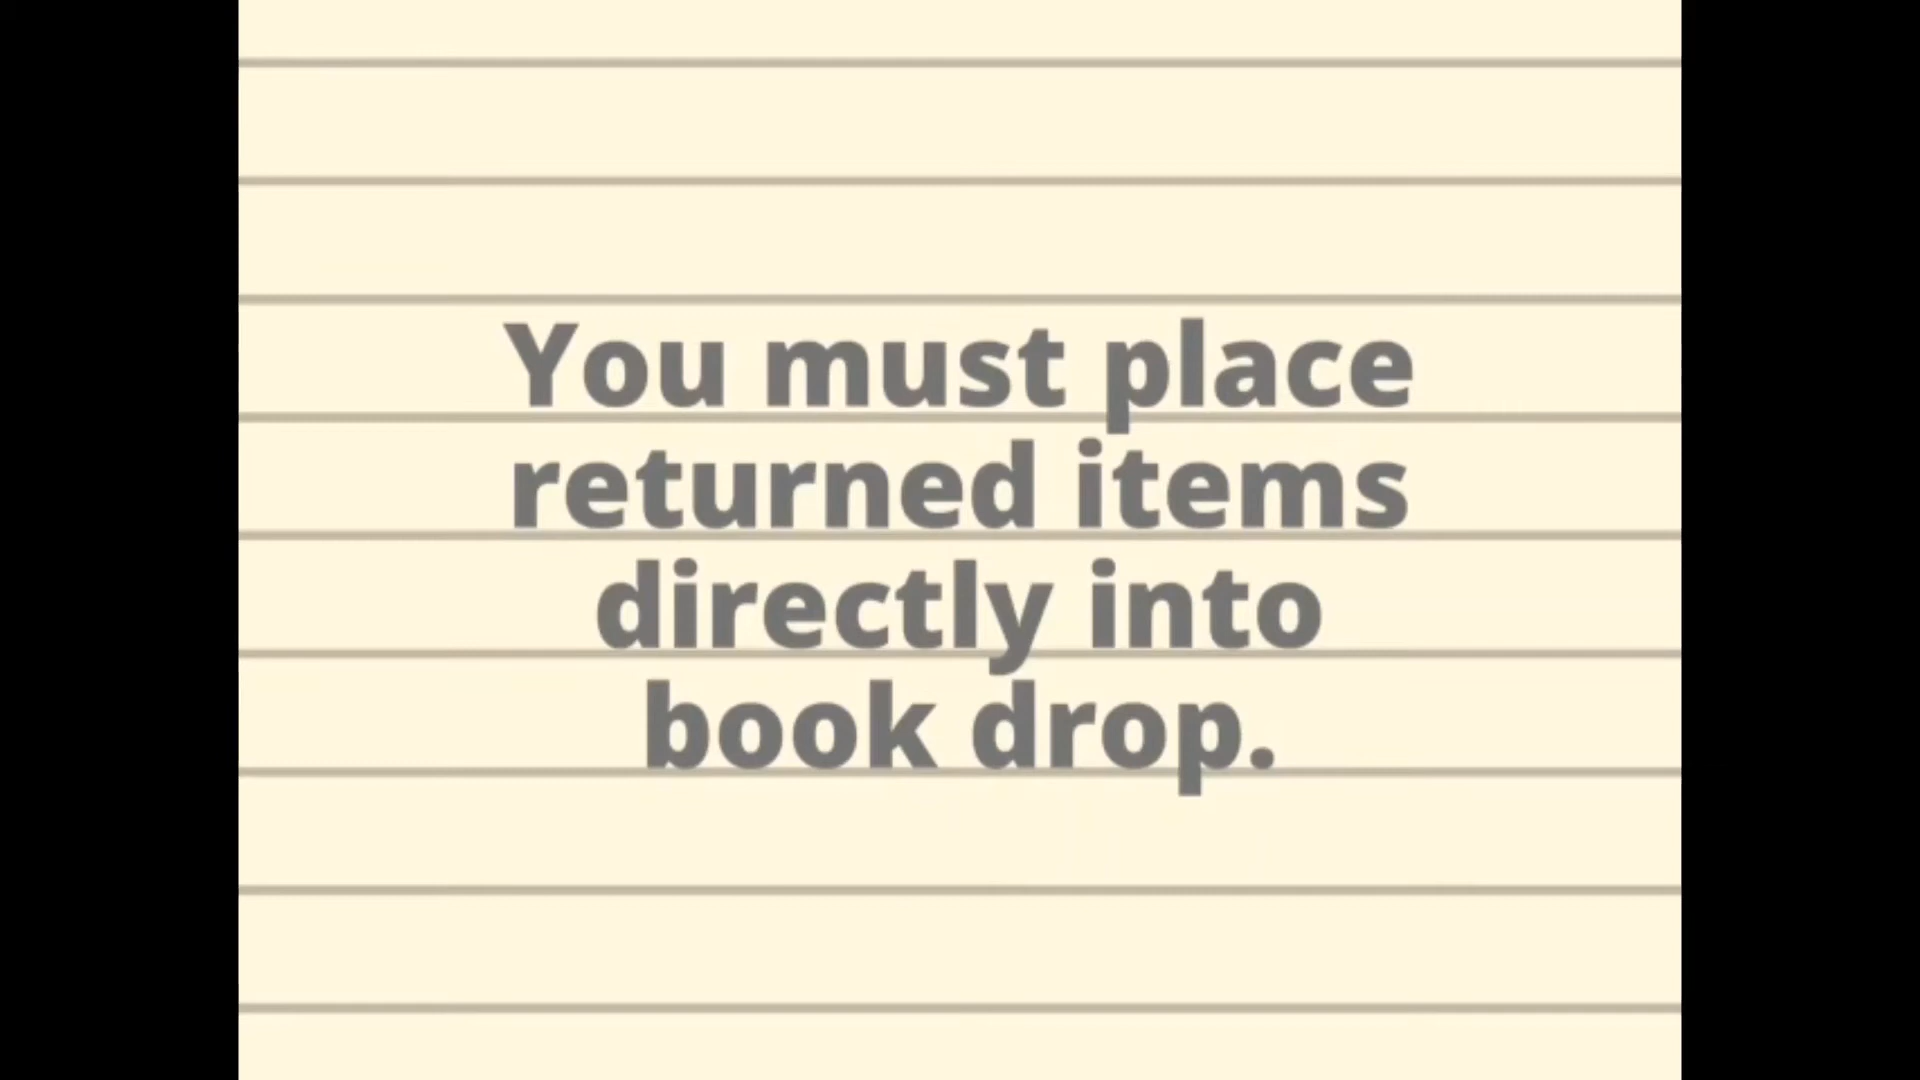 You must place
returned items
directly into
book drop.